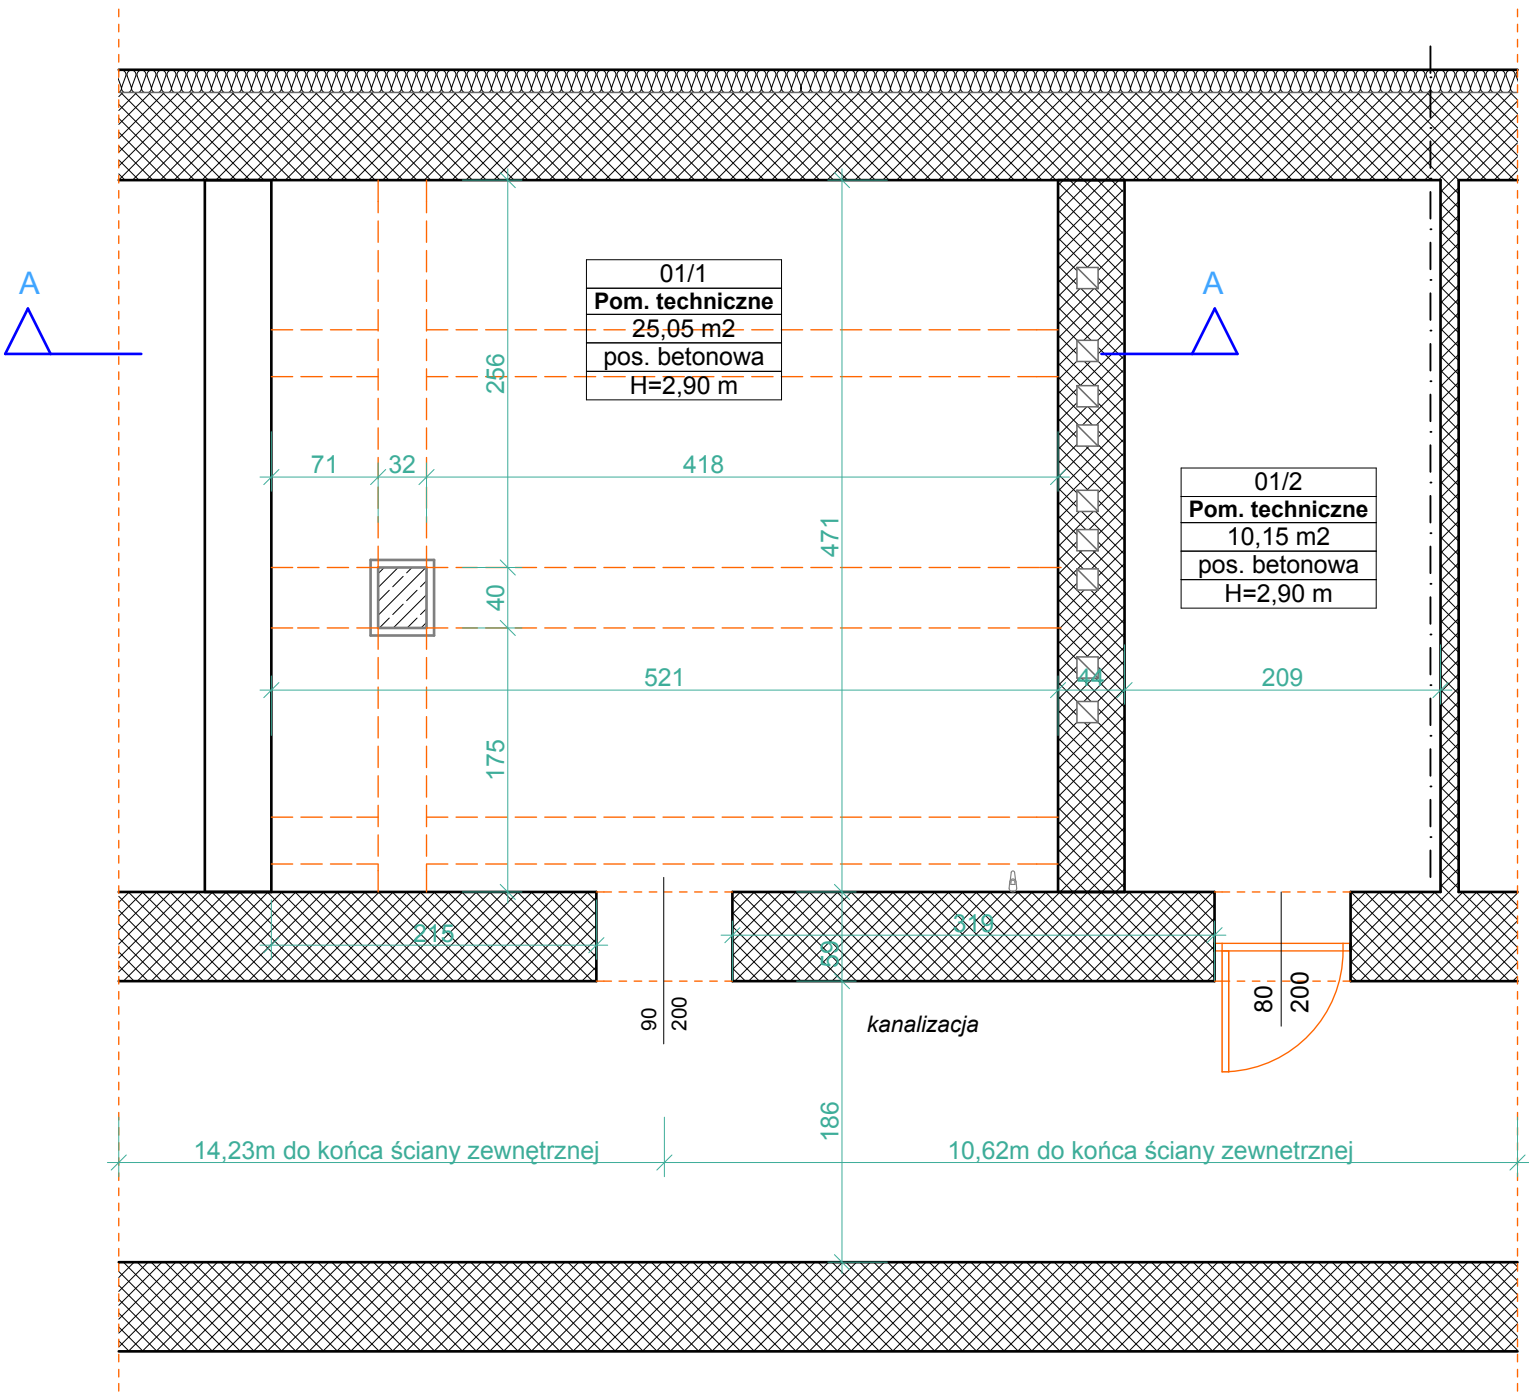 A
A
01/1
Pom. techniczne
25,05 m2
pos. betonowa
H=2,90 m
256
71
32
418
471
01/2
Pom. techniczne
10,15 m2
pos. betonowa
H=2,90 m
40
521
44
209
175
215
319
59
90
200
kanalizacja
80
200
186
14,23m do końca ściany zewnętrznej
10,62m do końca ściany zewnetrznej